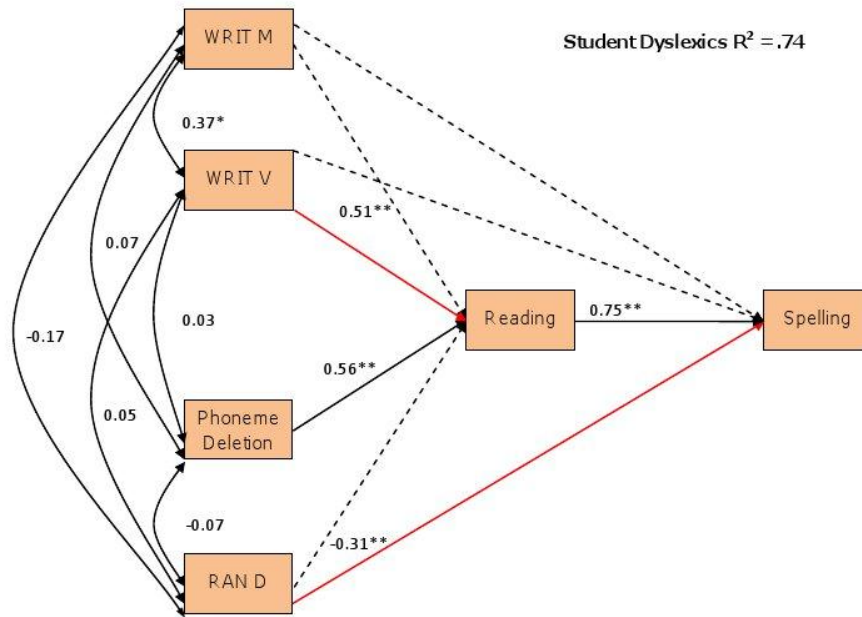 WRIT M
Student Dyslexics R² = .74
0.37*
WRIT V
0.51**
0.07
0.03
Reading
0.75**
Spelling
-0.17
0.56**
0.05
Phoneme
Deletion
-0.07
-0.31**
RAN D